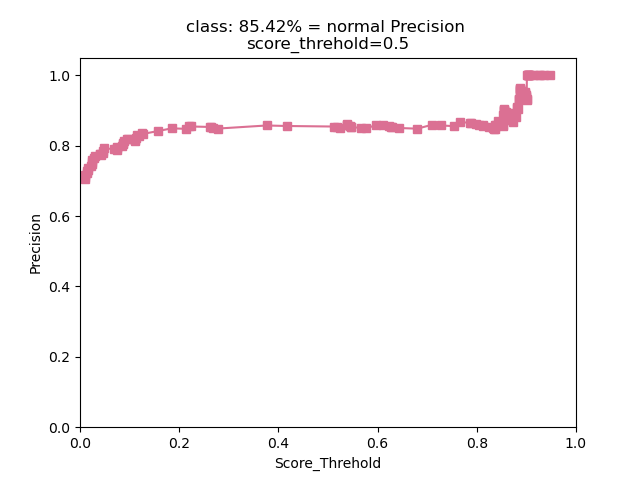 class: 85.42% = normal Precision
score_threhold=0.5
1.0
0.8
0.6
0.4
0.2
0.0
Precision
0.0 0.2 0.4 0.6 0.8 1.0
Score_Threhold